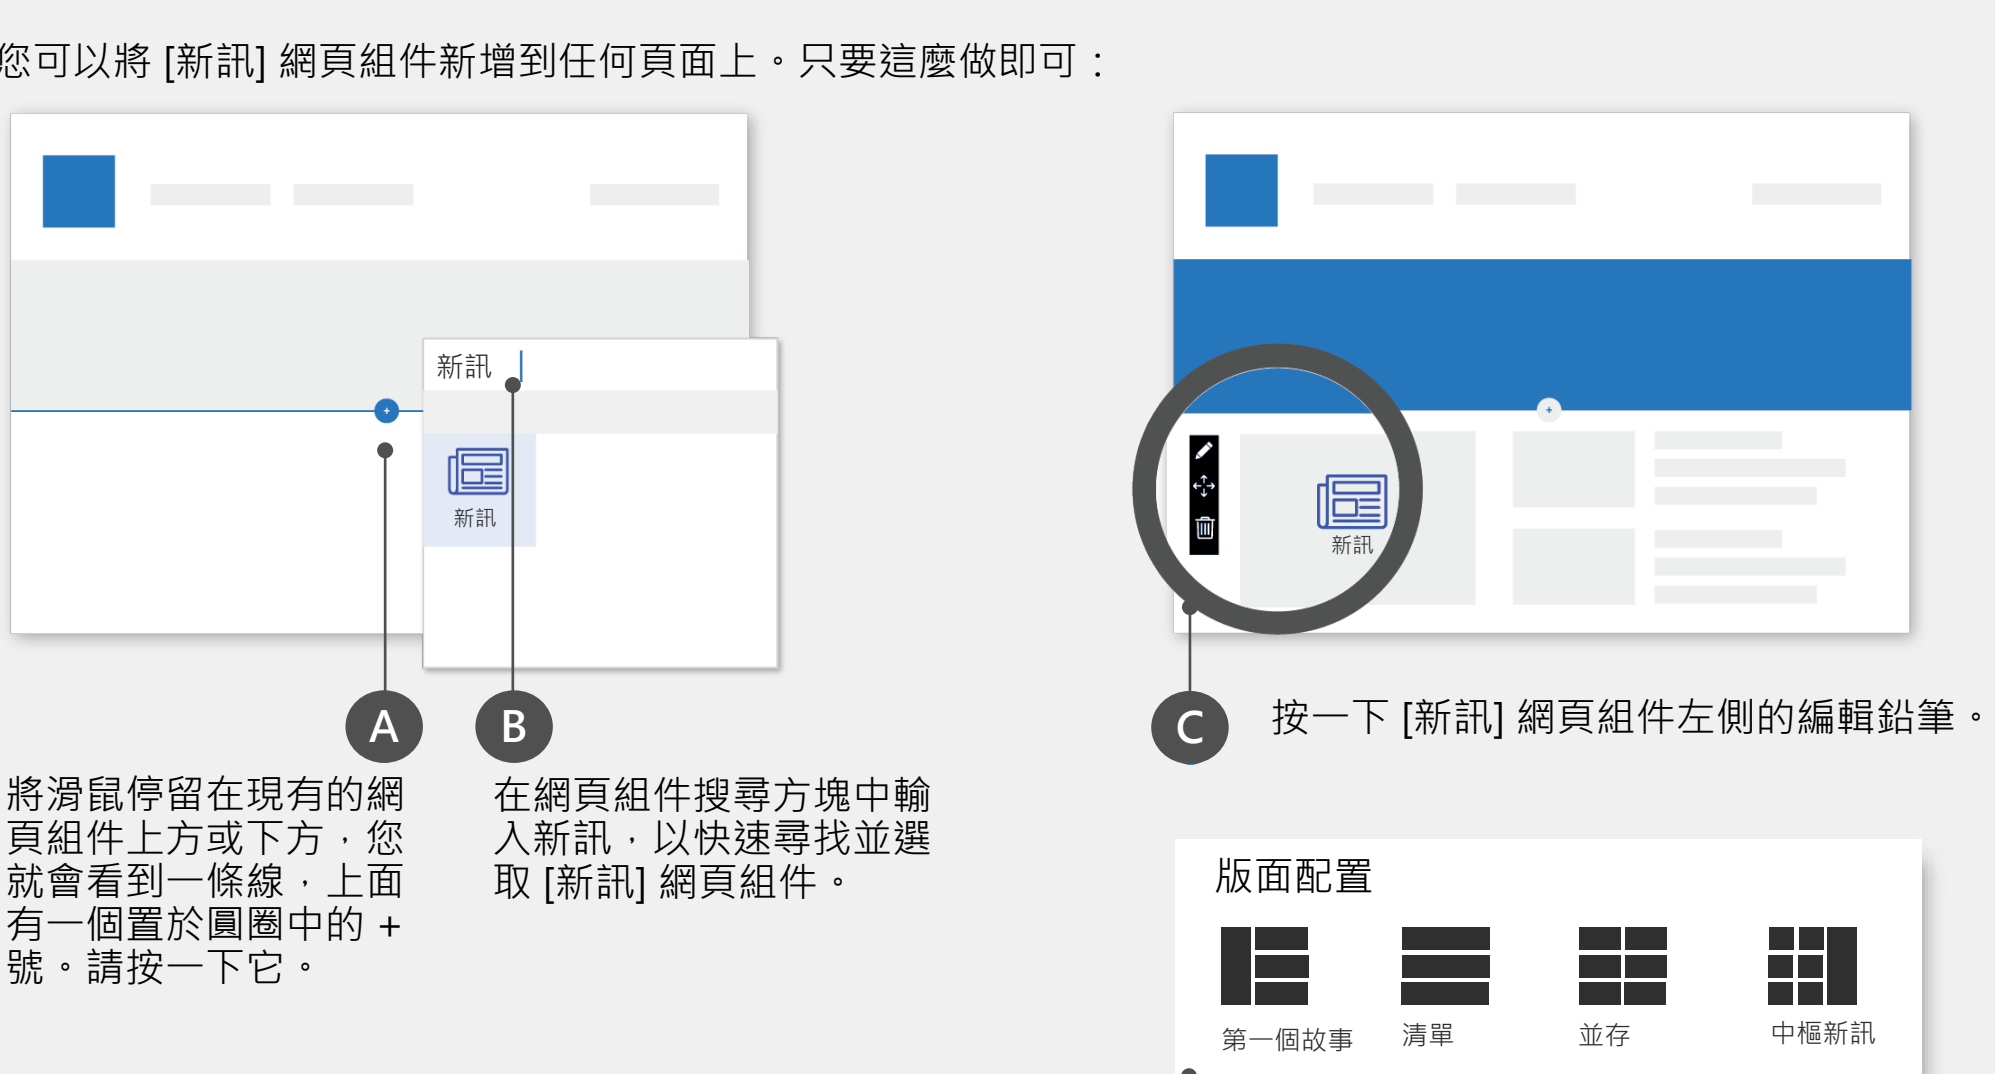 您可以將 [新訊] 網頁組件新增到任何頁面上。只要這麼做即可：
新訊
新訊
A
將滑鼠停留在現有的網
頁組件上方或下方，您
就會看到一條線，上面
有一個置於圓圈中的 +
號。請按一下它。
B
在網頁組件搜尋方塊中輸
入新訊，以快速尋找並選
取 [新訊] 網頁組件。
新訊
C
按一下 [新訊] 網頁組件左側的編輯鉛筆。
版面配置
第一個故事
清單
並存
中樞新訊